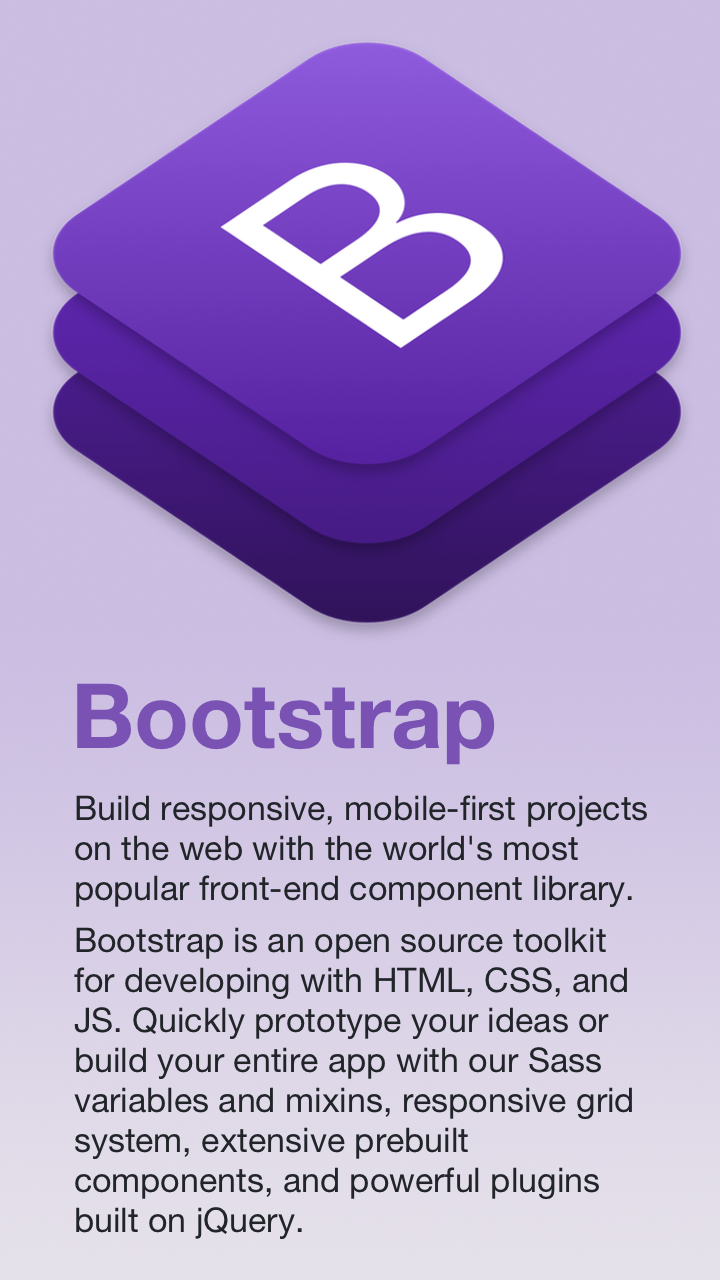 B
Bootstrap
Build responsive, mobile-first projects
on the web with the world's most
popular front-end component library.
Bootstrap is an open source toolkit
for developing with HTML, CSS, and
JS. Quickly prototype your ideas or
build your entire app with our Sass
variables and mixins, responsive grid
system, extensive prebuilt
components, and powerful plugins
built on jQuery.